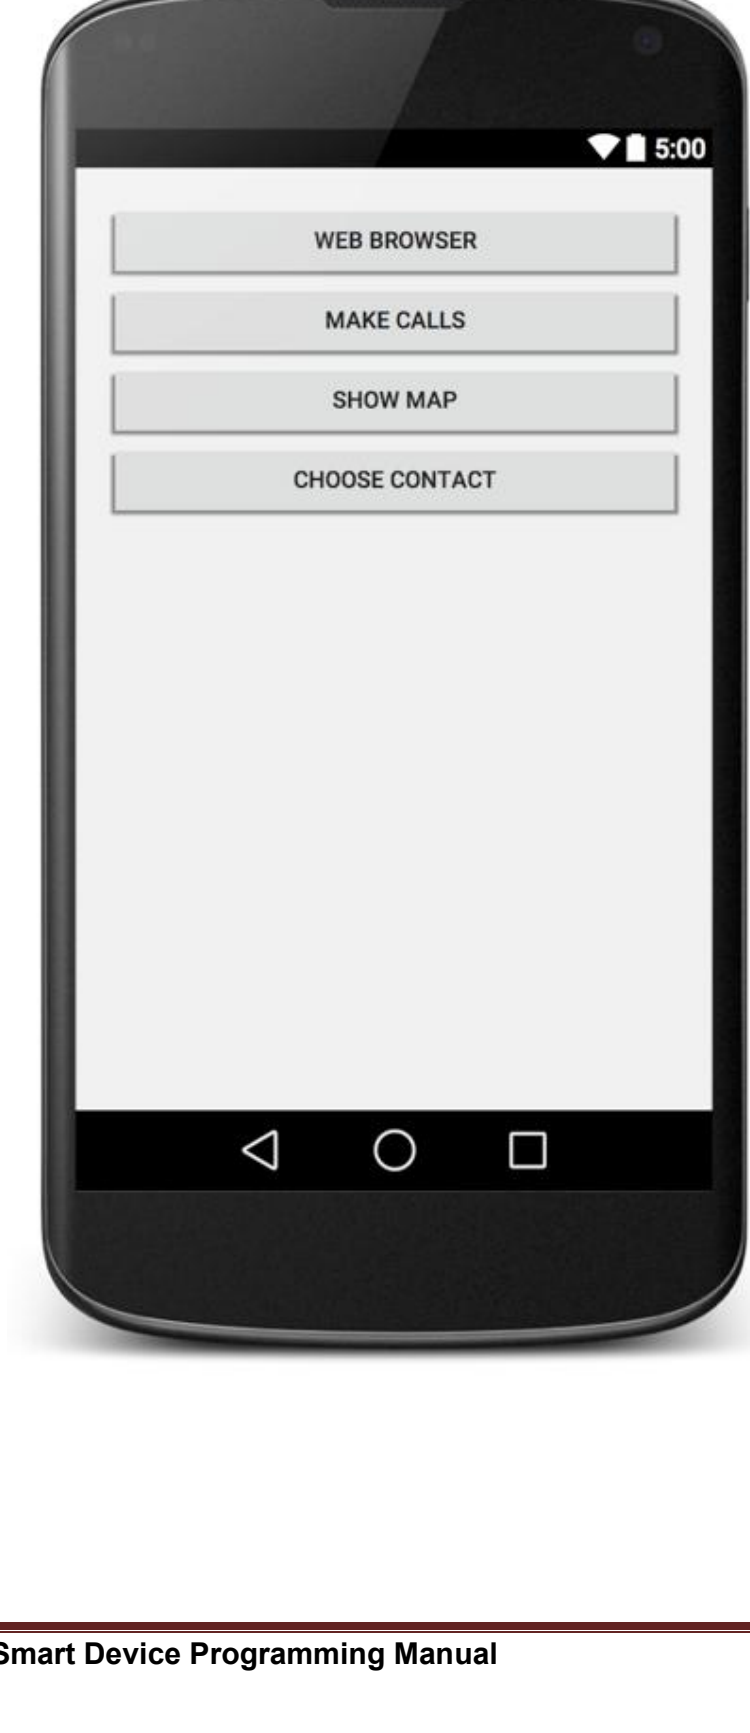 5:00
WEB BROWSER
MAKE CALLS
SHOW MAP
CHOOSE CONTACT
Smart Device Programming Manual